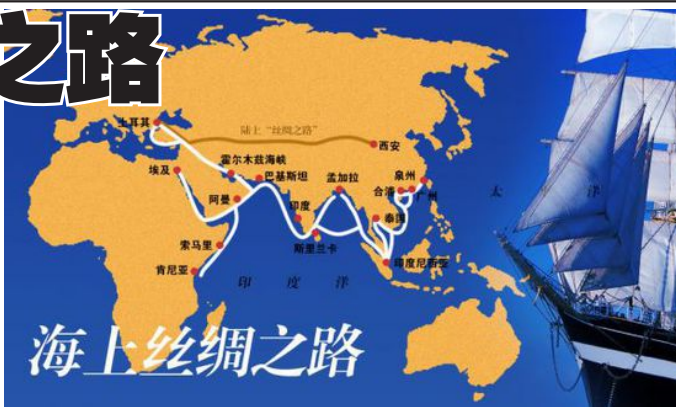 之路
土耳其
陆上“丝绸之路”
西安
霍尔木兹海峡
埃及
巴基斯坦
孟加拉
泉州
合浦
广州
阿曼
印度
泰国
太 洋
索马里
斯里兰卡
肯尼亚
印度尼西亚
印 度 洋
海上丝绸之路